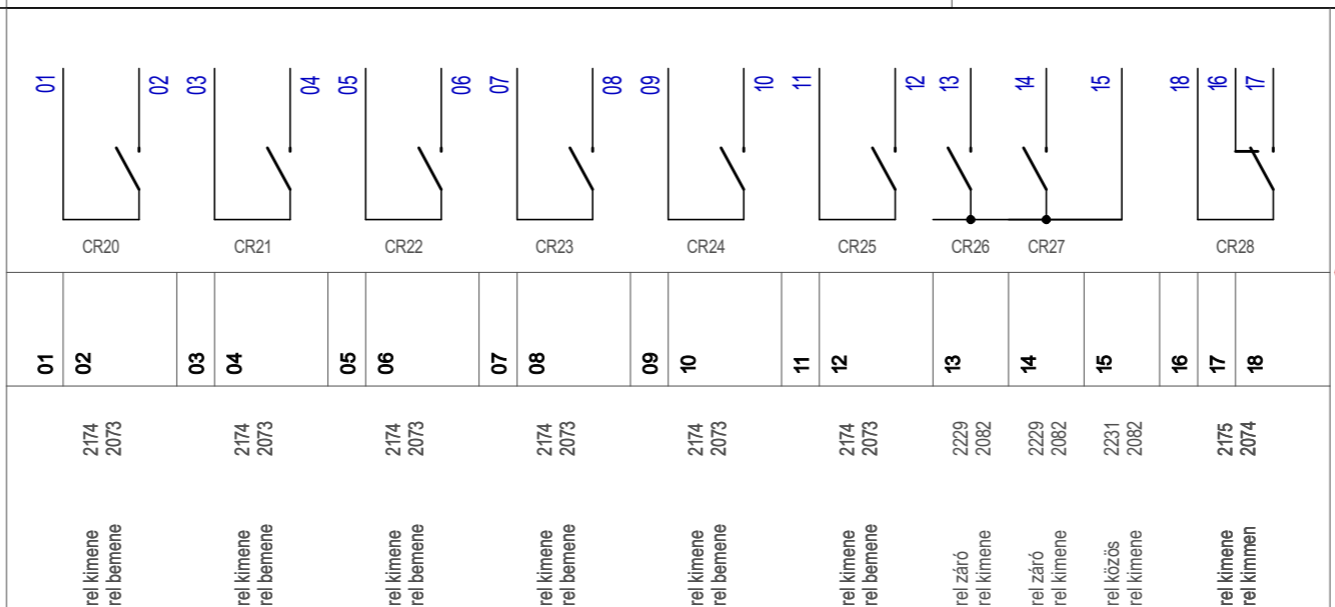 01 02 03 04 05 06 07 08 09 10 11 12 13 14 15 18 16 17
CR20 CR21 CR22 CR23 CR24 CR25 CR26 CR27 CR28
01 02 03 04 05 06 07 08 09 10 11 12 13 14 15 16 17 18
2174
2073
2174
2073
2174
2073
2174
2073
2174
2073
2174
2073
2229
2082
2229
2082
2231
2082
2175
2074
rel kimene
rel bemene
rel kimene
rel bemene
rel kimene
rel bemene
rel kimene
rel bemene
rel kimene
rel bemene
rel kimene
rel bemene
rel záró
rel kimene
rel záró
rel kimene
rel közös
rel kimene
rel kimene
rel kimmen